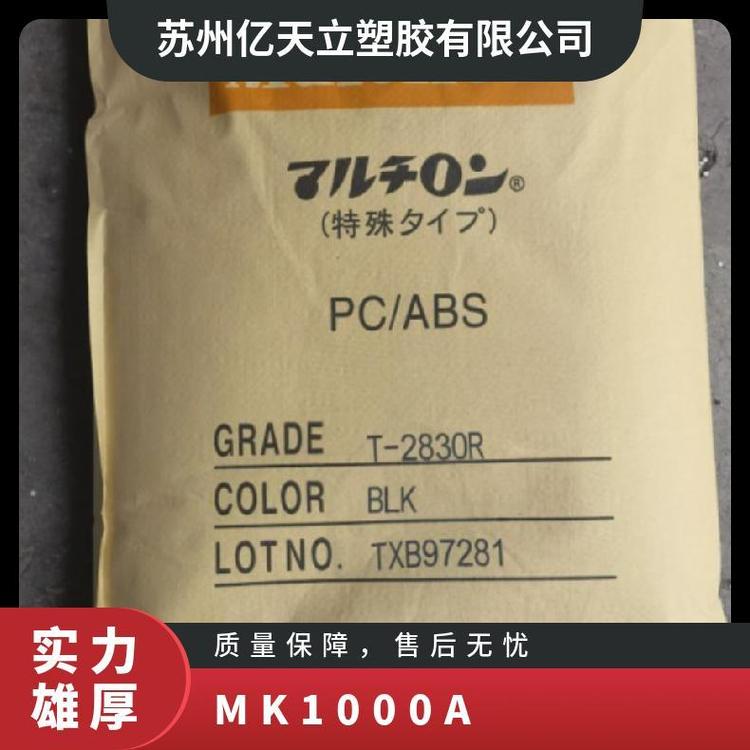 苏州亿天立塑胶有限公司
マルチロン®
(特殊タイプ)
PC/ABS
GRADE T-2830R
COLOR BLK
LOT NO. TXB97281
实力
雄厚
质量保障，售后无忧
MK1000A